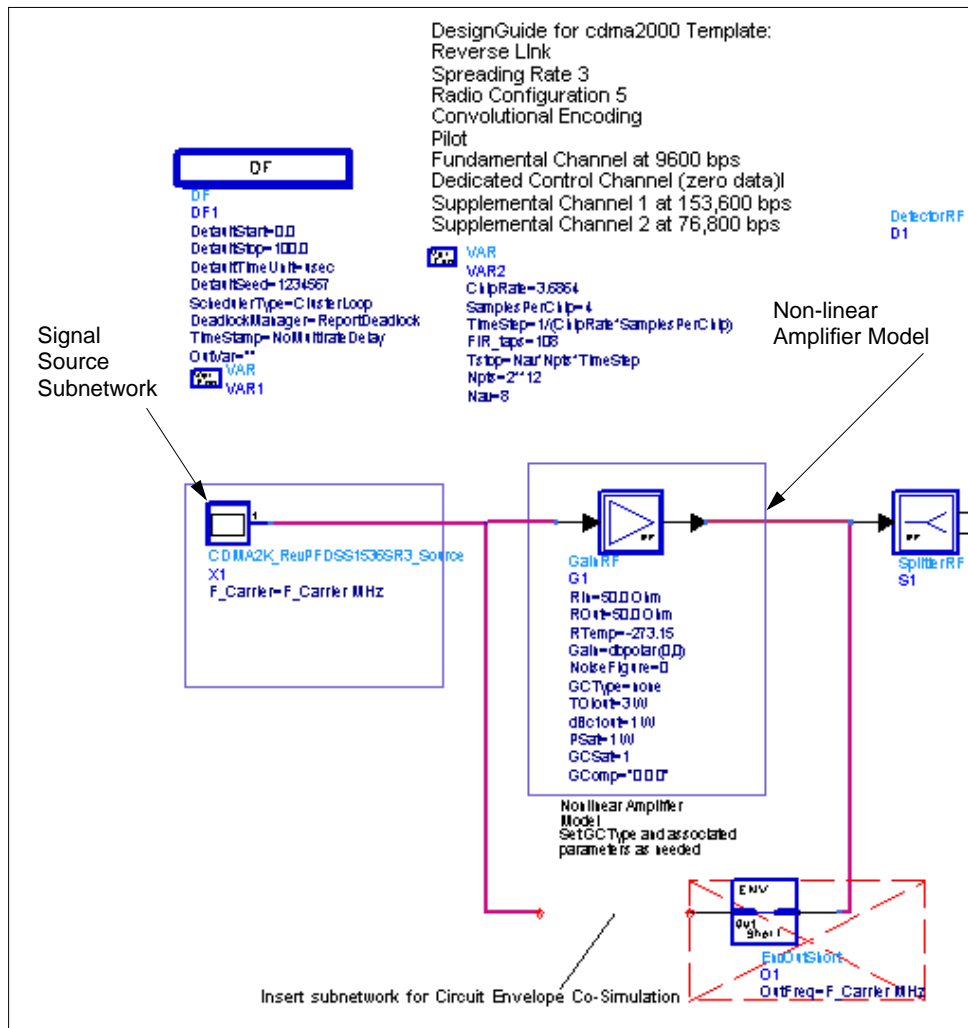 DesignGuide for cdma2000 Template:
Reverse LInk
Spreading Rate 3
Radio Configuration 5
Convolutional Encoding
Pilot
Fundamental Channel at 9600 bps
Dedicated Control Channel (zero data)l
Supplemental Channel 1 at 153,600 bps
Supplemental Channel 2 at 76,800 bps
DF
DF
DF1
DefaultStart=0.0
DefaultStop=100.0
DefaultTimeUnit=usec
DefaultSeed=1234567
SchedulerType=ClusterLoop
DeadlockManager=ReportDeadlock
TimeStamp=NoMultirateDelay
OutVar=""
VAR
VAR1
VAR
VAR2
ChipRate=3.6864
SamplesPerChip=4
TimeStep=1/(ChipRate*SamplesPerChip)
FIR_taps=108
Tstop=Nav*Npts*TimeStep
Npts=2**12
Nav=8
DetectorRF
D1
Signal
Source
Subnetwork
Non-linear
Amplifier Model
1
CDMA2K_RevPFDSS1536SR3_Source
X1
F_Carrier=F_Carrier MHz
RF
GainRF
G1
RIn=50.0 Ohm
ROut=50.0 Ohm
RTemp=-273.15
Gain=dbpolar(0,0)
NoiseFigure=0
GCType=none
TOIout=3 W
dBc1out=1 W
PSat=1 W
GCSat=1
GComp="0 0 0"
RF
SplitterRF
S1
Nonlinear Amplifier
Model
Set GCType and associated
parameters as needed
ENV
Out
Short
EnvOutShort
O1
OutFreq=F_Carrier MHz
Insert subnetwork for Circuit Envelope Co-Simulation